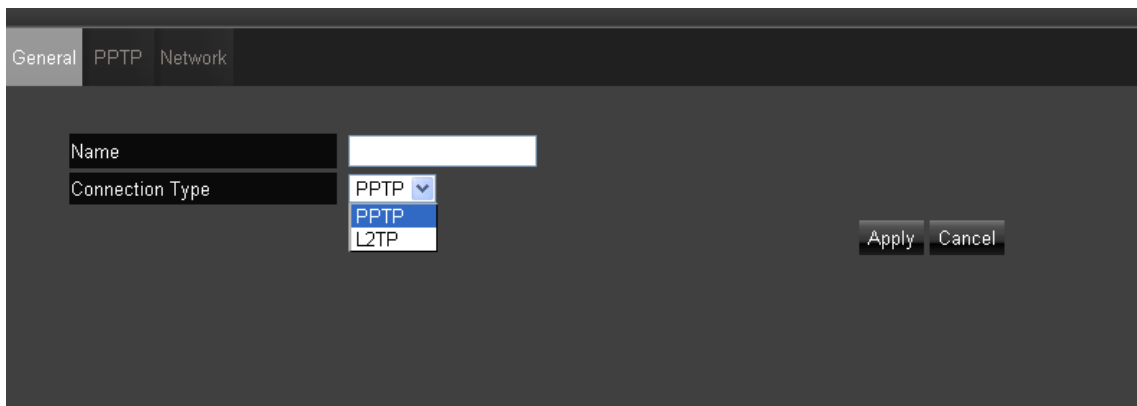 General PPTP Network
Name
Connection Type PPTP
PPTP
L2TP
Apply Cancel